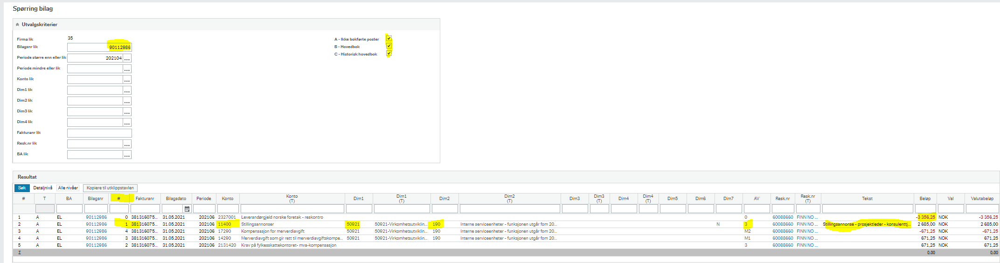 Spørring bilag
Utvalgskriterier
Firma lik 35
Bilagsnr lik 90112986
Periode større enn eller lik 202104 ...
Periode mindre eller lik ...
Konto lik ...
Dim1 lik ...
Dim2 lik ...
Dim3 lik ...
Dim4 lik ...
Fakturanr lik
Resk.nr lik ...
BA lik ...
A - Ikke bokførte poster
B - Hovedbok
C - Historisk hovedbok
Resultat
Søk Detaljnivå Alle nivåer Kopiere til utklippstavlen
# T BA Bilagsnr # Fakturanr Bilagsdato Periode Konto Konto (T) Dim1 Dim1 (T) Dim2 Dim2 (T) Dim3 Dim3 (T) Dim4 Dim4 (T) Dim5 Dim6 Dim7 AV Resk.nr Resk.nr (T) Tekst Beløp Val Valutabeløp
1 A EL 90112986 0 381316075... 31.05.2021 202106 2327001 Leverandørgjeld norske foretak - reskontro 0 60088660 FINN NO ... -3 356,25 NOK -3 356,25
2 A EL 90112986 1 381316075... 31.05.2021 202106 11400 Stillingsannonser 50921 50921-Virkomhetsutviklin... 190 Interne serviceenheter - funksjonen utgår fom 20... N 3 60088660 FINN NO ... Stillingsannonse - prosjektleder - konsulenttj... 2 685,00 NOK 2 685,00
3 A EL 90112986 4 381316075... 31.05.2021 202106 17290 Kompensasjon for merverdiavgift 50921 50921-Virkomhetsutviklin... 190 Interne serviceenheter - funksjonen utgår fom 20... M2 60088660 FINN NO ... -671,25 NOK -671,25
4 A EL 90112986 3 381316075... 31.05.2021 202106 14290 Merverdiavgift som gir rett til merverdiavgiftskompe... 50921 50921-Virkomhetsutviklin... 190 Interne serviceenheter - funksjonen utgår fom 20... M1 60088660 FINN NO ... 671,25 NOK 671,25
5 A EL 90112986 2 381316075... 31.05.2021 202106 2131420 Krav på fylkesskattekontoret- mva-kompensasjon 3 60088660 FINN NO ... 671,25 NOK 671,25
Σ 0,00 0,00